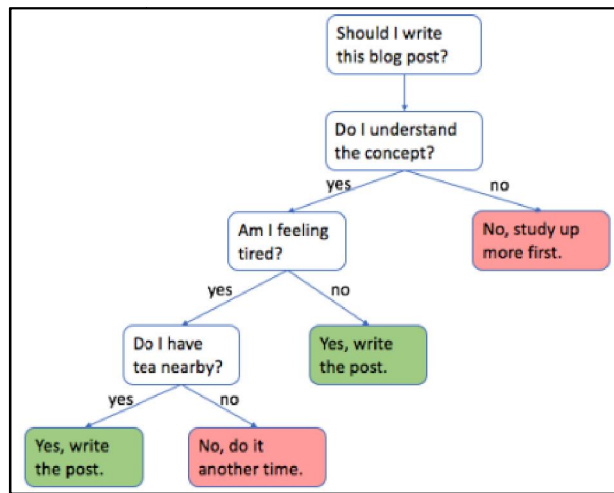 Should I write
this blog post?
Do I understand
the concept?
yes
no
Am I feeling
tired?
No, study up
more first.
yes
no
Do I have
tea nearby?
Yes, write
the post.
yes
no
Yes, write
the post.
No, do it
another time.